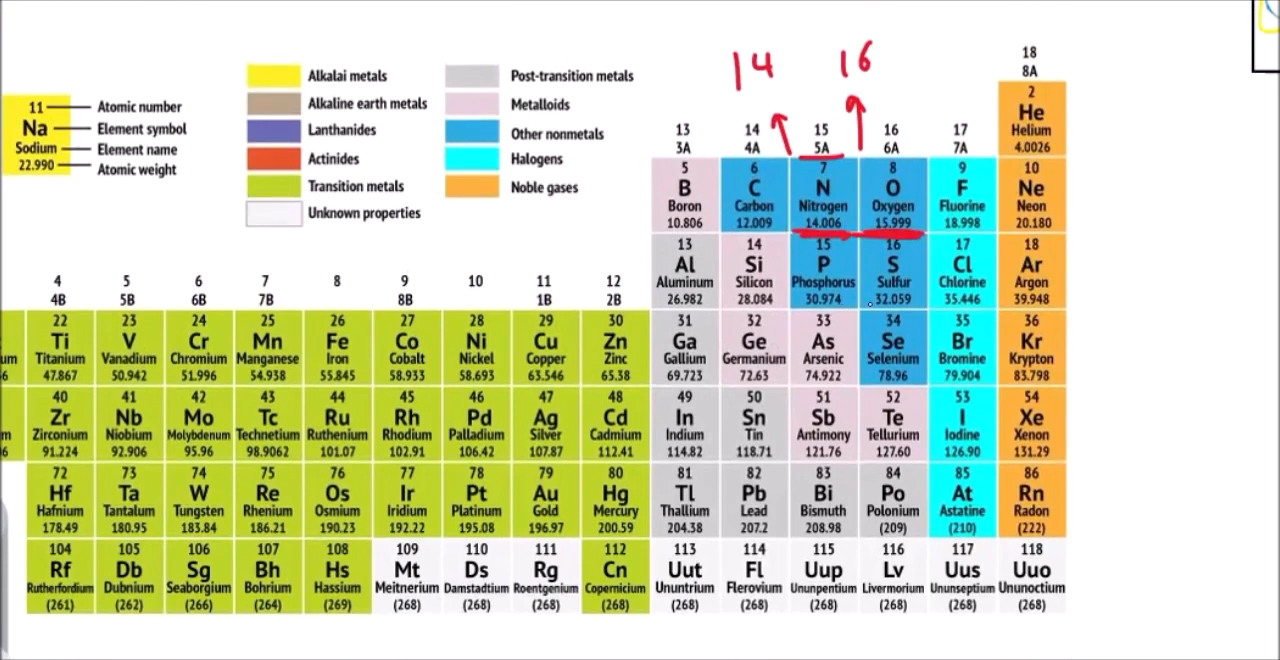 14 16
18
8A
Alkalai metals Post-transition metals
11 Atomic number Alkaline earth metals Metalloids 2
Na Element symbol Lanthanides Other nonmetals 13 14 15 16 17 He
Sodium Element name Actinides Halogens 3A 4A 5A 6A 7A Helium
22.990 Atomic weight Transition metals Noble gases 4.0026
Unknown properties
5 6 7 8 9 10
B C N O F Ne
Boron Carbon Nitrogen Oxygen Fluorine Neon
10.806 12.009 14.006 15.999 18.998 20.180
13 14 15 16 17 18
Al Si P S Cl Ar
4 5 6 7 8 9 10 11 12 Aluminum Silicon Phosphorus Sulfur Chlorine Argon
4B 5B 6B 7B 8B 1B 2B 26.982 28.084 30.974 32.059 35.446 39.948
22 23 24 25 26 27 28 29 30 31 32 33 34 35 36
Ti V Cr Mn Fe Co Ni Cu Zn Ga Ge As Se Br Kr
um Titanium Vanadium Chromium Manganese Iron Cobalt Nickel Copper Zinc Gallium Germanium Arsenic Selenium Bromine Krypton
6 47.867 50.942 51.996 54.938 55.845 58.933 58.693 63.546 65.38 69.723 72.63 74.922 78.96 79.904 83.798
40 41 42 43 44 45 46 47 48 49 50 51 52 53 54
Zr Nb Mo Tc Ru Rh Pd Ag Cd In Sn Sb Te I Xe
m Zirconium Niobium Molybdenum Technetium Ruthenium Rhodium Palladium Silver Cadmium Indium Tin Antimony Tellurium Iodine Xenon
6 91.224 92.906 95.96 98.9062 101.07 102.91 106.42 107.87 112.41 114.82 118.71 121.76 127.60 126.90 131.29
72 73 74 75 76 77 78 79 80 81 82 83 84 85 86
Hf Ta W Re Os Ir Pt Au Hg Tl Pb Bi Po At Rn
Hafnium Tantalum Tungsten Rhenium Osmium Iridium Platinum Gold Mercury Thallium Lead Bismuth Polonium Astatine Radon
178.49 180.95 183.84 186.21 190.23 192.22 195.08 196.97 200.59 204.38 207.2 208.98 (209) (210) (222)
104 105 106 107 108 109 110 111 112 113 114 115 116 117 118
Rf Db Sg Bh Hs Mt Ds Rg Cn Uut Fl Uup Lv Uus Uuo
Rutherfordium Dubnium Seaborgium Bohrium Hassium Meitnerium Damstadtium Roentgenium Copernicium Ununtrium Flerovium Ununpentium Livermorium Ununseptium Ununoctium
(261) (262) (266) (264) (269) (268) (268) (268) (268) (268) (268) (268) (268) (268) (268)